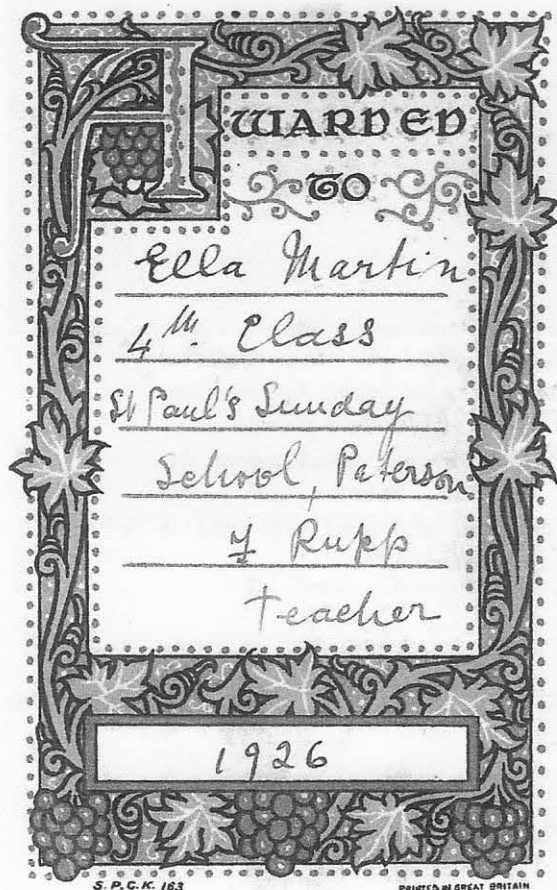 AWARDED
TO
Ella Martin
4th. Class
St Paul's Sunday
School, Paterson
F Rupp
Teacher
1926
S. P. C. K. 163
PRINTED IN GREAT BRITAIN